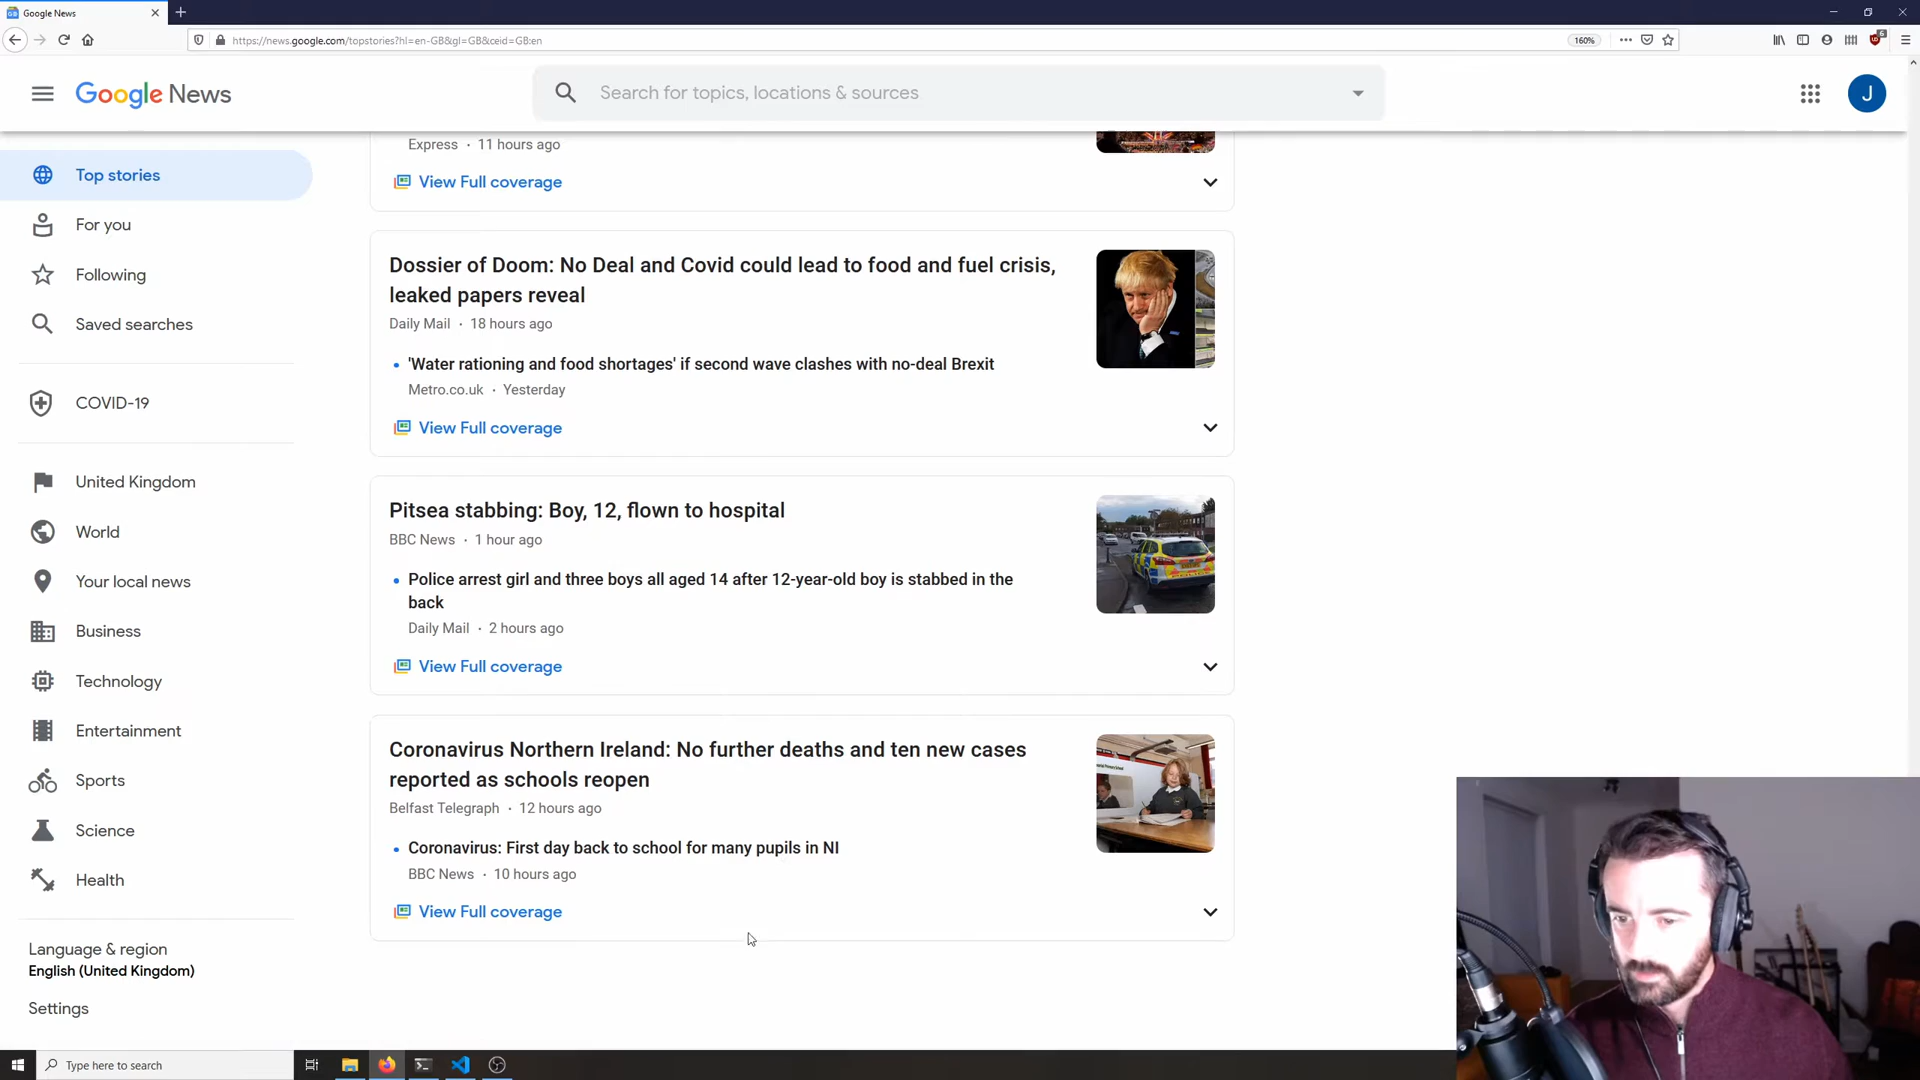 Google News
https://news.google.com/topstories?hl=en-GB&gl=GB&ceid=GB:en
160%
6
Google News
Search for topics, locations & sources
J
Top stories
For you
Following
Saved searches
COVID-19
United Kingdom
World
Your local news
Business
Technology
Entertainment
Sports
Science
Health
Language & region
English (United Kingdom)
Settings
Express · 11 hours ago
View Full coverage
Dossier of Doom: No Deal and Covid could lead to food and fuel crisis,
leaked papers reveal
Daily Mail · 18 hours ago
'Water rationing and food shortages' if second wave clashes with no-deal Brexit
Metro.co.uk · Yesterday
View Full coverage
Pitsea stabbing: Boy, 12, flown to hospital
BBC News · 1 hour ago
Police arrest girl and three boys all aged 14 after 12-year-old boy is stabbed in the
back
Daily Mail · 2 hours ago
View Full coverage
Coronavirus Northern Ireland: No further deaths and ten new cases
reported as schools reopen
Belfast Telegraph · 12 hours ago
Coronavirus: First day back to school for many pupils in NI
BBC News · 10 hours ago
View Full coverage
Type here to search